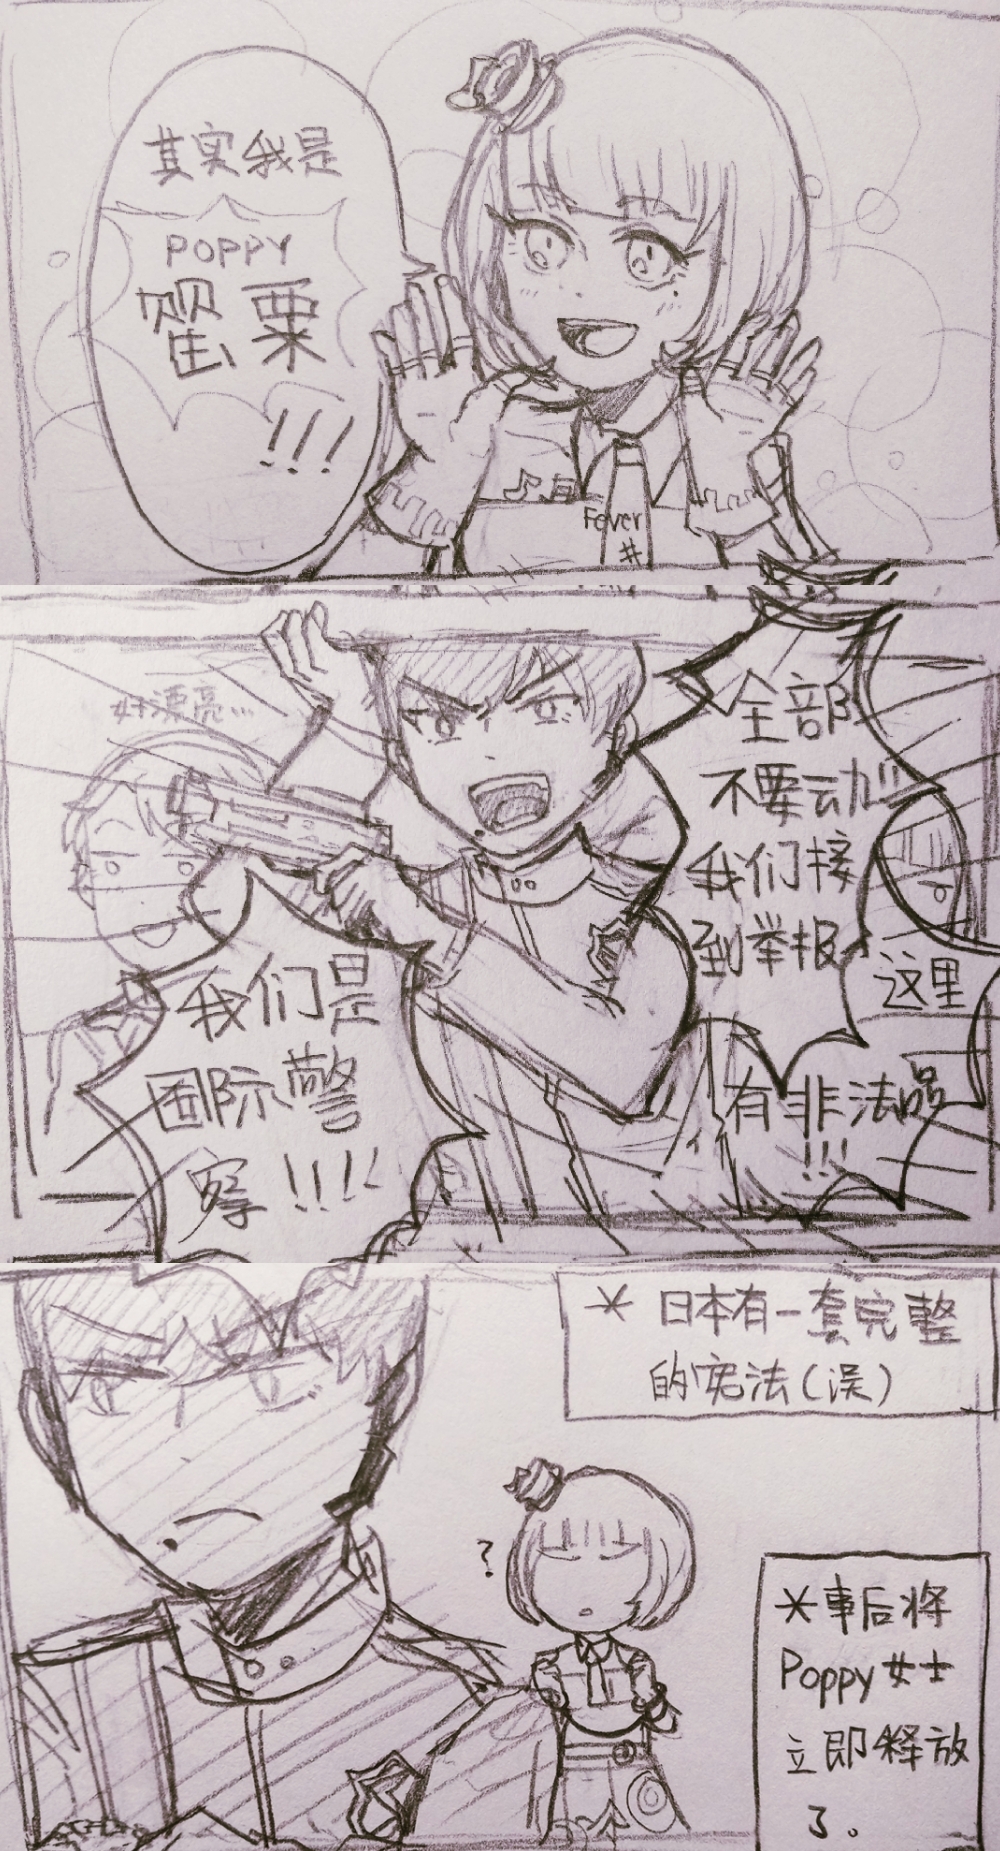 其实我是
POPPY
罂粟
!!!
Fever
#
好漂亮…
全部
不要动!!!
我们接
到举报
这里
有非法品
!!!
我们是
国际警
察!!!!
* 日本有一套完整
的宪法(误)
?
*事后将
Poppy女士
立即释放
了。